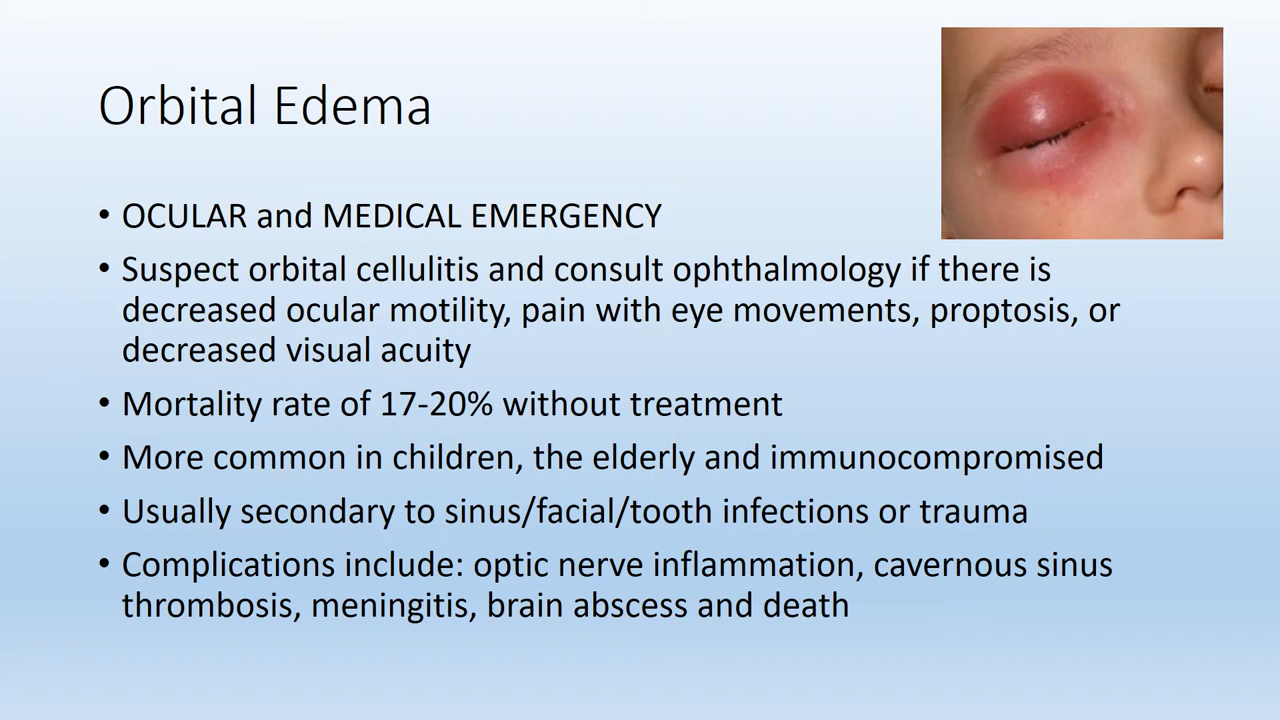 Orbital Edema
• OCULAR and MEDICAL EMERGENCY
• Suspect orbital cellulitis and consult ophthalmology if there is
decreased ocular motility, pain with eye movements, proptosis, or
decreased visual acuity
• Mortality rate of 17-20% without treatment
• More common in children, the elderly and immunocompromised
• Usually secondary to sinus/facial/tooth infections or trauma
• Complications include: optic nerve inflammation, cavernous sinus
thrombosis, meningitis, brain abscess and death